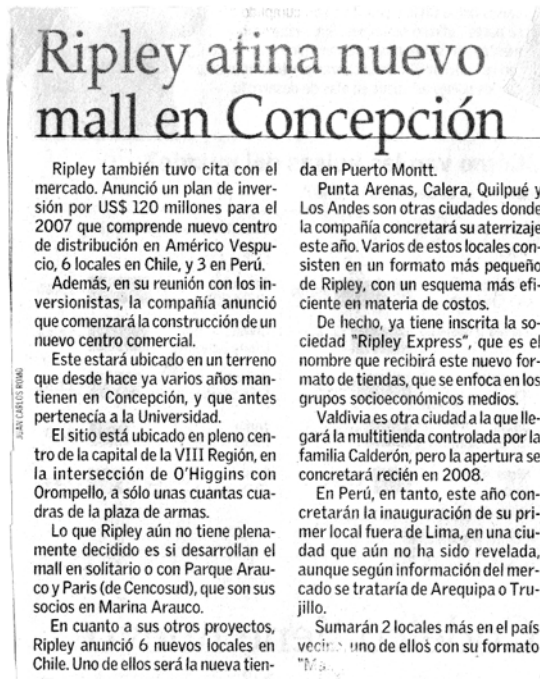 Ripley afina nuevo
mall en Concepción
Ripley también tuvo cita con el
mercado. Anunció un plan de inver-
sión por US$ 120 millones para el
2007 que comprende nuevo centro
de distribución en Américo Vespu-
cio, 6 locales en Chile, y 3 en Perú.
Además, en su reunión con los in-
versionistas, la compañía anunció
que comenzará la construcción de un
nuevo centro comercial.
Este estará ubicado en un terreno
que desde hace ya varios años man-
tienen en Concepción, y que antes
pertenecía a la Universidad.
El sitio está ubicado en pleno cen-
tro de la capital de la VIII Región, en
la intersección de O'Higgins con
Orompello, a sólo unas cuantas cua-
dras de la plaza de armas.
Lo que Ripley aún no tiene plena-
mente decidido es si desarrollan el
mall en solitario o con Parque Arau-
co y Paris (de Cencosud), que son sus
socios en Marina Arauco.
En cuanto a sus otros proyectos,
Ripley anunció 6 nuevos locales en
Chile. Uno de ellos será la nueva tien-
da en Puerto Montt.
Punta Arenas, Calera, Quilpué y
Los Andes son otras ciudades donde
la compañía concretará su aterrizaje
este año. Varios de estos locales con-
sisten en un formato más pequeño
de Ripley, con un esquema más efi-
ciente en materia de costos.
De hecho, ya tiene inscrita la so-
ciedad "Ripley Express", que es el
nombre que recibirá este nuevo for-
mato de tiendas, que se enfoca en los
grupos socioeconómicos medios.
Valdivia es otra ciudad a la que lle-
gará la multitienda controlada por la
familia Calderón, pero la apertura se
concretará recién en 2008.
En Perú, en tanto, este año con-
cretarán la inauguración de su pri-
mer local fuera de Lima, en una ciu-
dad que aún no ha sido revelada,
aunque según información del mer-
cado se trataría de Arequipa o Tru-
jillo.
Sumarán 2 locales más en el país
vecino, uno de ellos con su formato
JUAN CARLOS ROMO